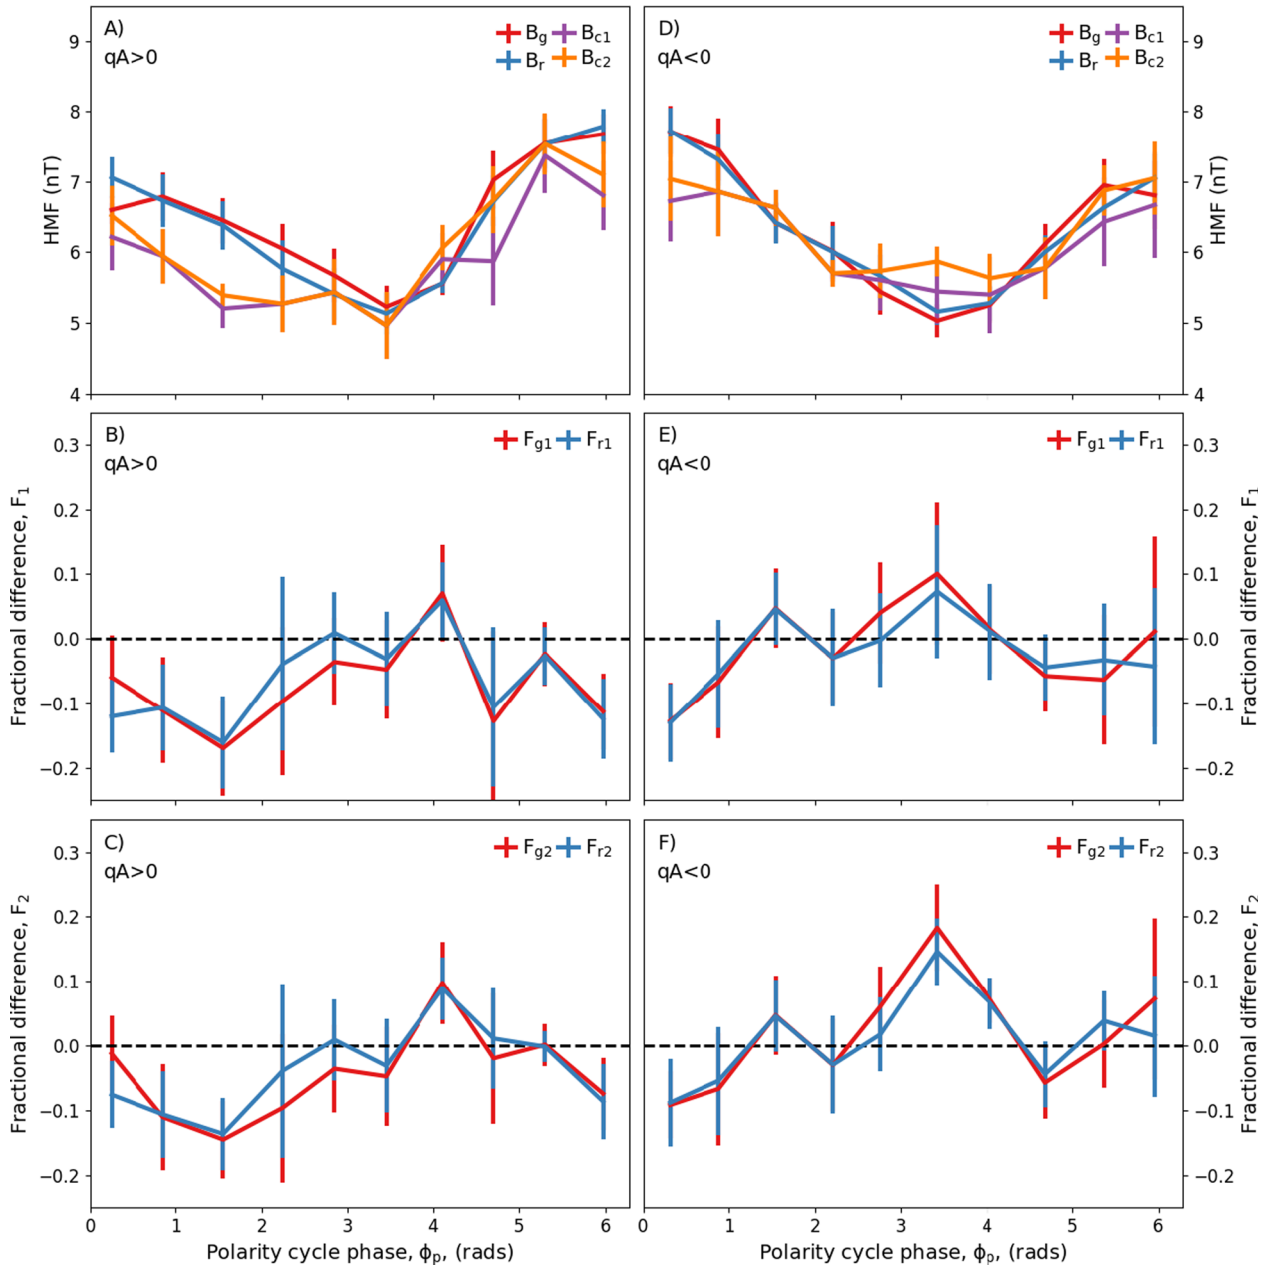 A)
qA>0
B_g B_c1
B_r B_c2
9
8
7
6
5
4
HMF (nT)
D)
qA<0
B_g B_c1
B_r B_c2
9
8
7
6
5
4
HMF (nT)
B)
qA>0
F_g1 F_r1
0.3
0.2
0.1
0.0
−0.1
−0.2
Fractional difference, F_1
E)
qA<0
F_g1 F_r1
0.3
0.2
0.1
0.0
−0.1
−0.2
Fractional difference, F_1
C)
qA>0
F_g2 F_r2
0.3
0.2
0.1
0.0
−0.1
−0.2
Fractional difference, F_2
0 1 2 3 4 5 6
Polarity cycle phase, ϕ_p, (rads)
F)
qA<0
F_g2 F_r2
0.3
0.2
0.1
0.0
−0.1
−0.2
Fractional difference, F_2
0 1 2 3 4 5 6
Polarity cycle phase, ϕ_p, (rads)